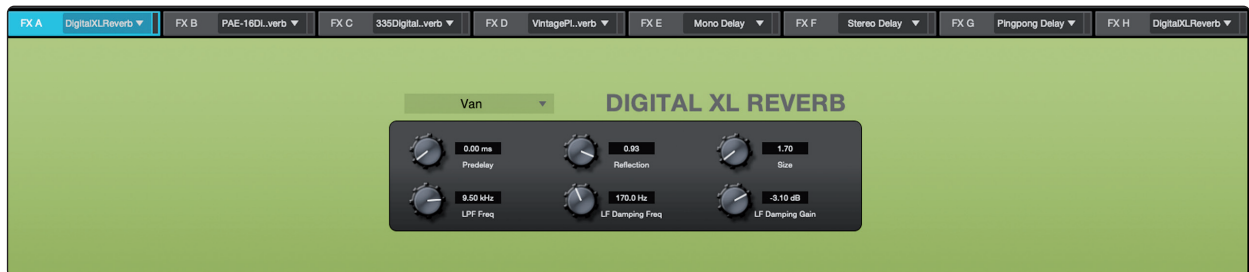 FX A DigitalXLReverb ▼ FX B PAE-16Di..verb ▼ FX C 335Digital..verb ▼ FX D VintagePl..verb ▼ FX E Mono Delay ▼ FX F Stereo Delay ▼ FX G Pingpong Delay ▼ FX H DigitalXLReverb ▼
Van ▼ DIGITAL XL REVERB
0.00 ms 0.93 1.70
Predelay Reflection Size
9.50 kHz 170.0 Hz -3.10 dB
LPF Freq LF Damping Freq LF Damping Gain